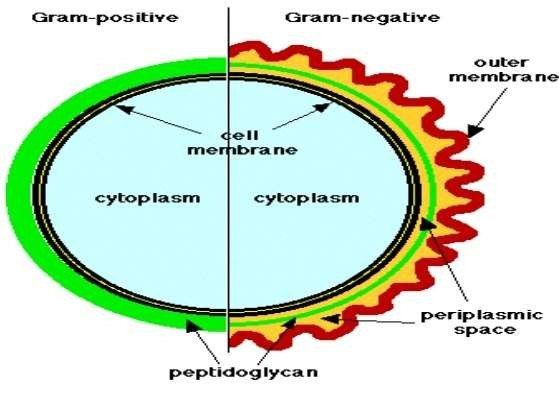 Gram-positive
Gram-negative
outer
membrane
cell
membrane
cytoplasm
cytoplasm
periplasmic
space
peptidoglycan